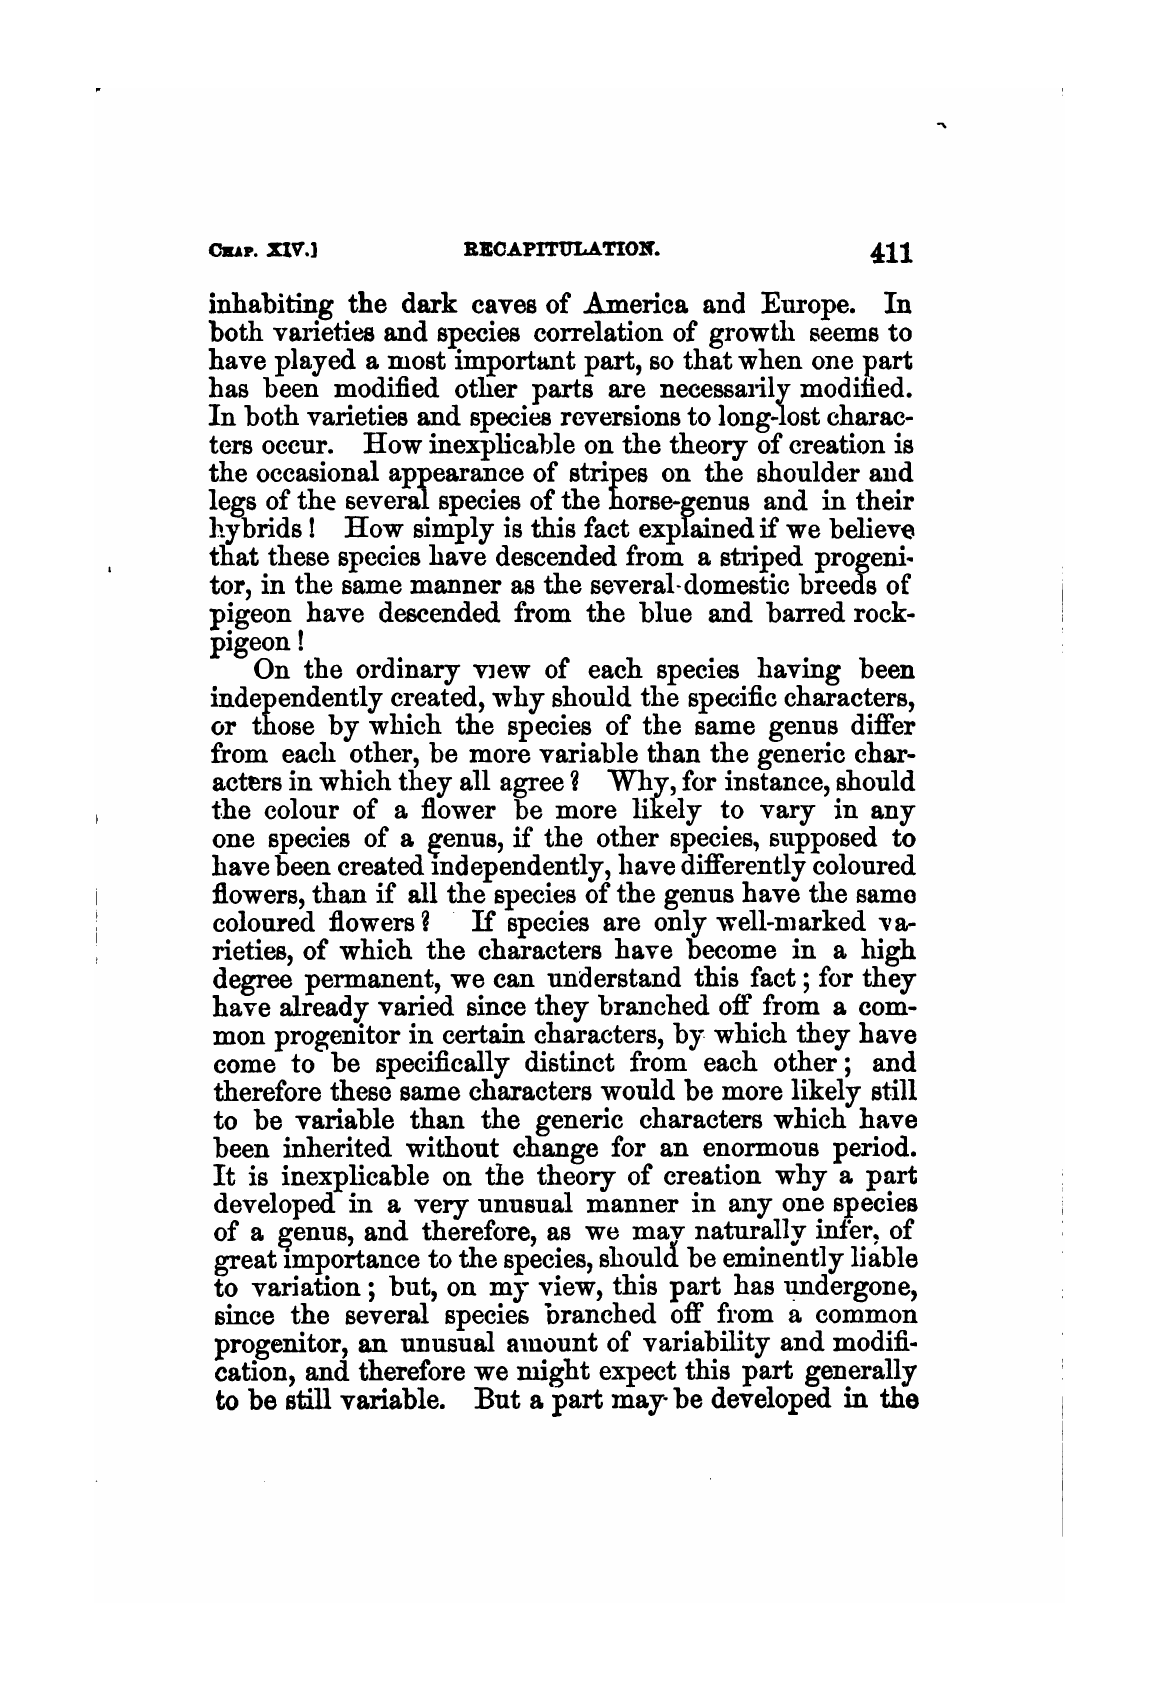 CHAP. XIV.] RECAPITULATION. 411
inhabiting the dark caves of America and Europe. In
both varieties and species correlation of growth seems to
have played a most important part, so that when one part
has been modified other parts are necessarily modified.
In both varieties and species reversions to long-lost charac-
ters occur. How inexplicable on the theory of creation is
the occasional appearance of stripes on the shoulder and
legs of the several species of the horse-genus and in their
hybrids! How simply is this fact explained if we believe
that these species have descended from a striped progeni-
tor, in the same manner as the several domestic breeds of
pigeon have descended from the blue and barred rock-
pigeon!
On the ordinary view of each species having been
independently created, why should the specific characters,
or those by which the species of the same genus differ
from each other, be more variable than the generic char-
acters in which they all agree? Why, for instance, should
the colour of a flower be more likely to vary in any
one species of a genus, if the other species, supposed to
have been created independently, have differently coloured
flowers, than if all the species of the genus have the same
coloured flowers? If species are only well-marked va-
rieties, of which the characters have become in a high
degree permanent, we can understand this fact; for they
have already varied since they branched off from a com-
mon progenitor in certain characters, by which they have
come to be specifically distinct from each other; and
therefore these same characters would be more likely still
to be variable than the generic characters which have
been inherited without change for an enormous period.
It is inexplicable on the theory of creation why a part
developed in a very unusual manner in any one species
of a genus, and therefore, as we may naturally infer, of
great importance to the species, should be eminently liable
to variation; but, on my view, this part has undergone,
since the several species branched off from a common
progenitor, an unusual amount of variability and modifi-
cation, and therefore we might expect this part generally
to be still variable. But a part may be developed in the